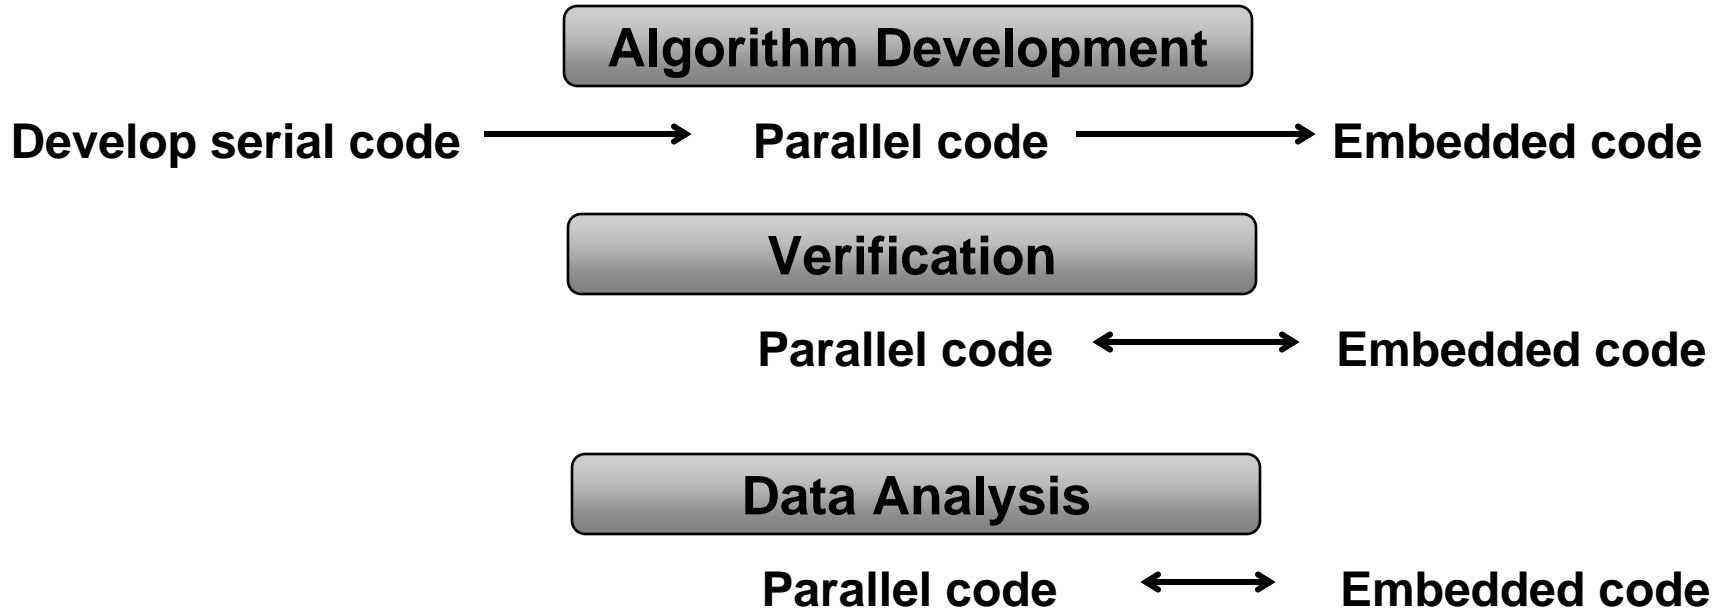 Algorithm Development
Develop serial code Parallel code Embedded code
Verification
Parallel code Embedded code
Data Analysis
Parallel code Embedded code